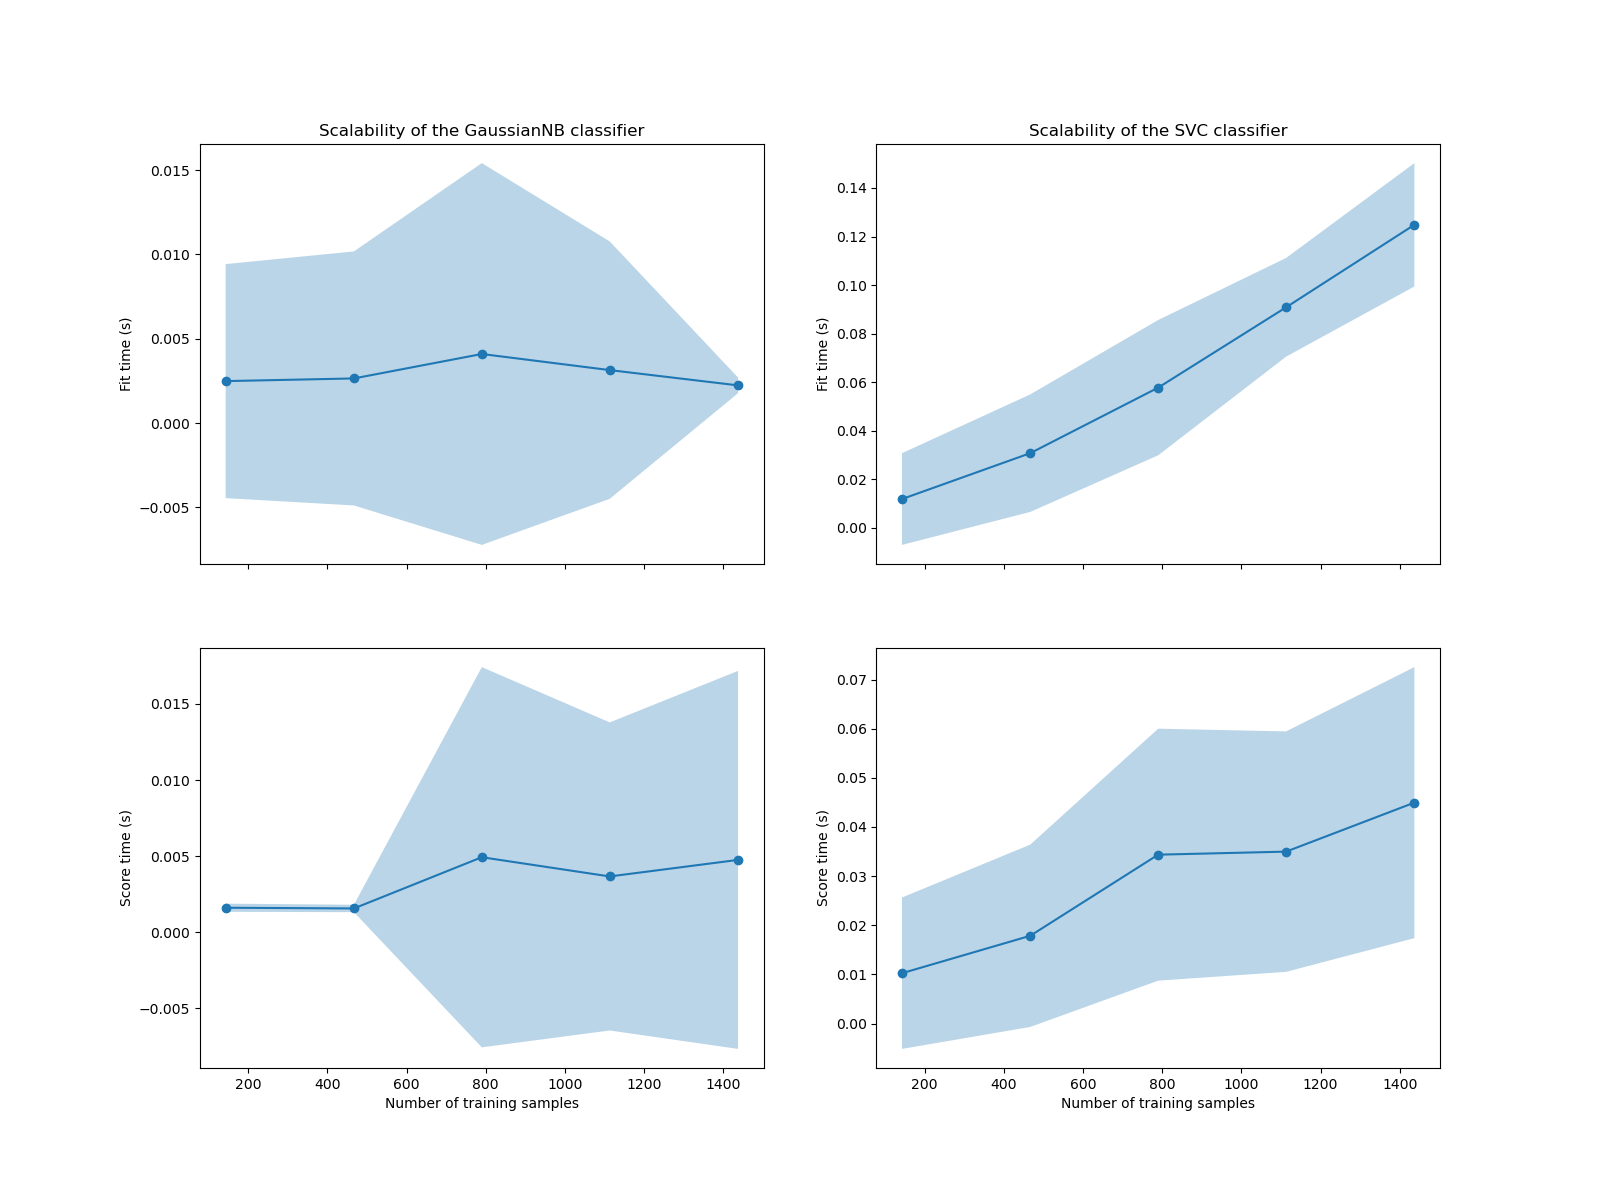 Scalability of the GaussianNB classifier
0.015
0.010
0.005
0.000
−0.005
Fit time (s)
Scalability of the SVC classifier
0.14
0.12
0.10
0.08
0.06
0.04
0.02
0.00
Fit time (s)
0.015
0.010
0.005
0.000
−0.005
Score time (s)
200 400 600 800 1000 1200 1400
Number of training samples
0.07
0.06
0.05
0.04
0.03
0.02
0.01
0.00
Score time (s)
200 400 600 800 1000 1200 1400
Number of training samples